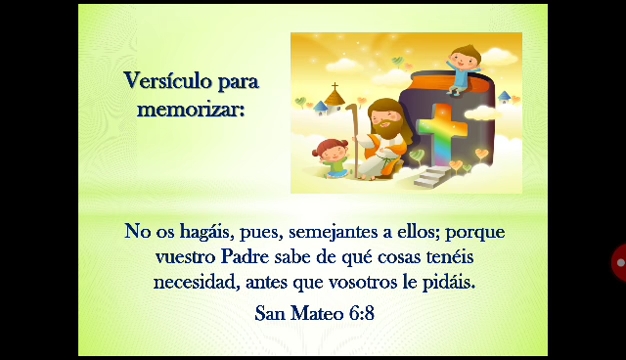 Versículo para
memorizar:
No os hagáis, pues, semejantes a ellos; porque
vuestro Padre sabe de qué cosas tenéis
necesidad, antes que vosotros le pidáis.
San Mateo 6:8